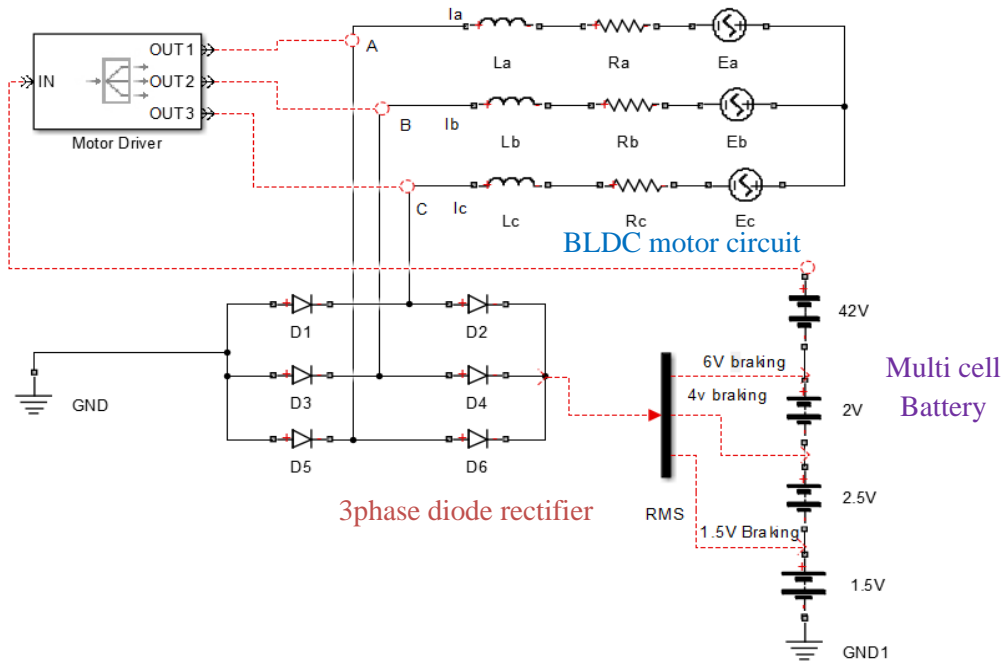 Ia
OUT1
A
IN
OUT2
La
Ra
Ea
OUT3
Motor Driver
B
Ib
Lb
Rb
Eb
C
Ic
Lc
Rc
Ec
BLDC motor circuit
D1
D2
42V
6V braking
Multi cell
Battery
GND
D3
D4
4v braking
2V
D5
D6
3phase diode rectifier
RMS
2.5V
1.5V Braking
1.5V
GND1